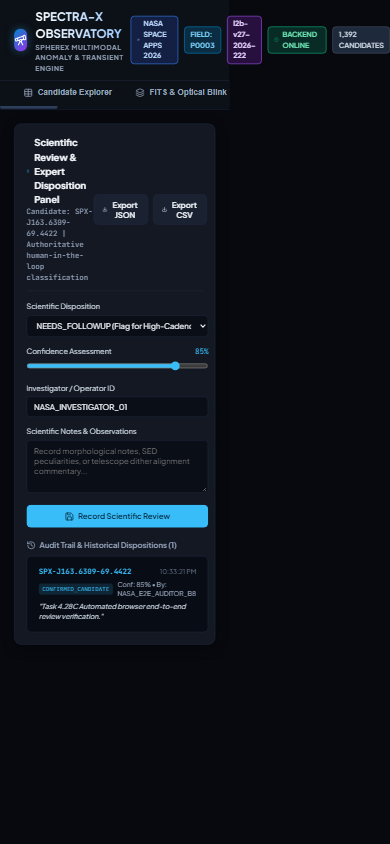 SPECTRA-X
OBSERVATORY
SPHEREX MULTIMODAL
ANOMALY & TRANSIENT
ENGINE
NASA
SPACE
APPS
2026
FIELD:
P0003
l2b-
v27-
2026-
222
BACKEND
ONLINE
1,392
CANDIDATES
Candidate Explorer
FITS & Optical Blink
Scientific
Review &
Expert
Disposition
Panel
Candidate: SPX-
J163.6309-
69.4422 |
Authoritative
human-in-the-
loop
classification
Export
JSON
Export
CSV
Scientific Disposition
NEEDS_FOLLOWUP (Flag for High-Cadenc
Confidence Assessment
85%
Investigator / Operator ID
NASA_INVESTIGATOR_01
Scientific Notes & Observations
Record morphological notes, SED
peculiarities, or telescope dither alignment
commentary...
Record Scientific Review
Audit Trail & Historical Dispositions (1)
SPX-J163.6309-69.4422
10:33:21 PM
CONFIRMED_CANDIDATE
Conf: 85% • By:
NASA_E2E_AUDITOR_B8
"Task 4.28C Automated browser end-to-end
review verification."